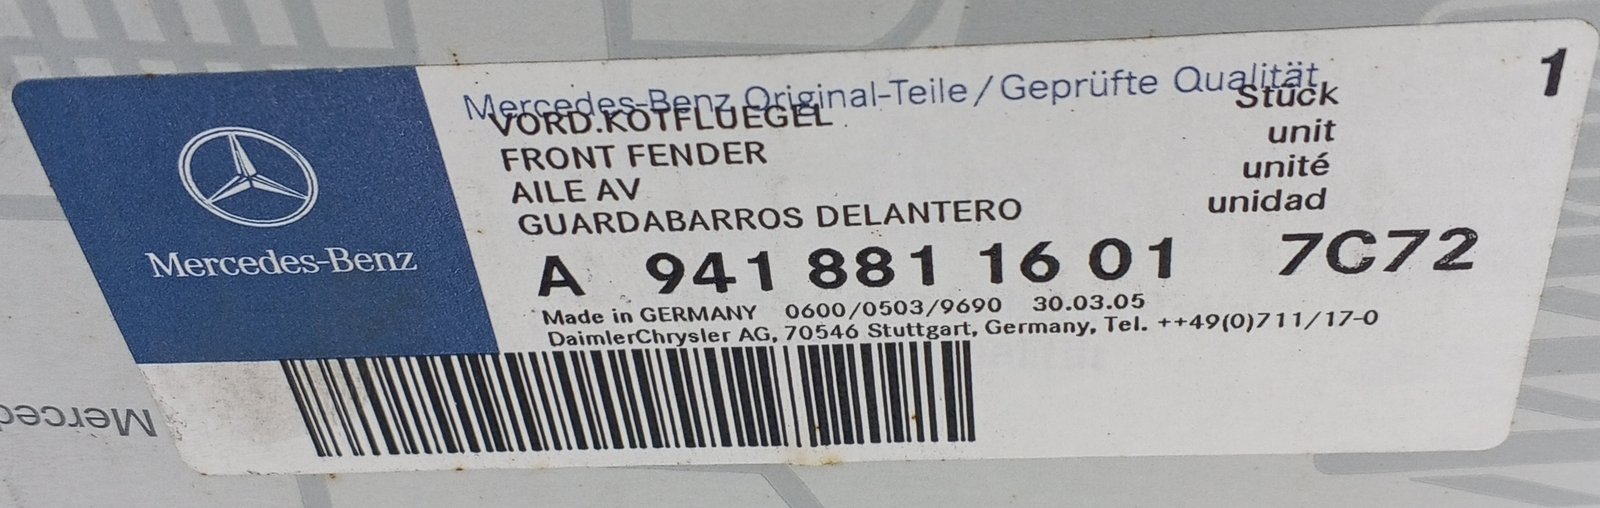 Mercedes-Benz Original-Teile / Geprüfte Qualität
1
VORD.KOTFLUEGEL Stück
FRONT FENDER unit
AILE AV unité
GUARDABARROS DELANTERO unidad
A 941 881 16 01 7C72
Made in GERMANY 0600/0503/9690 30.03.05
DaimlerChrysler AG, 70546 Stuttgart, Germany, Tel. ++49(0)711/17-0
Mercedes-Benz
Merced